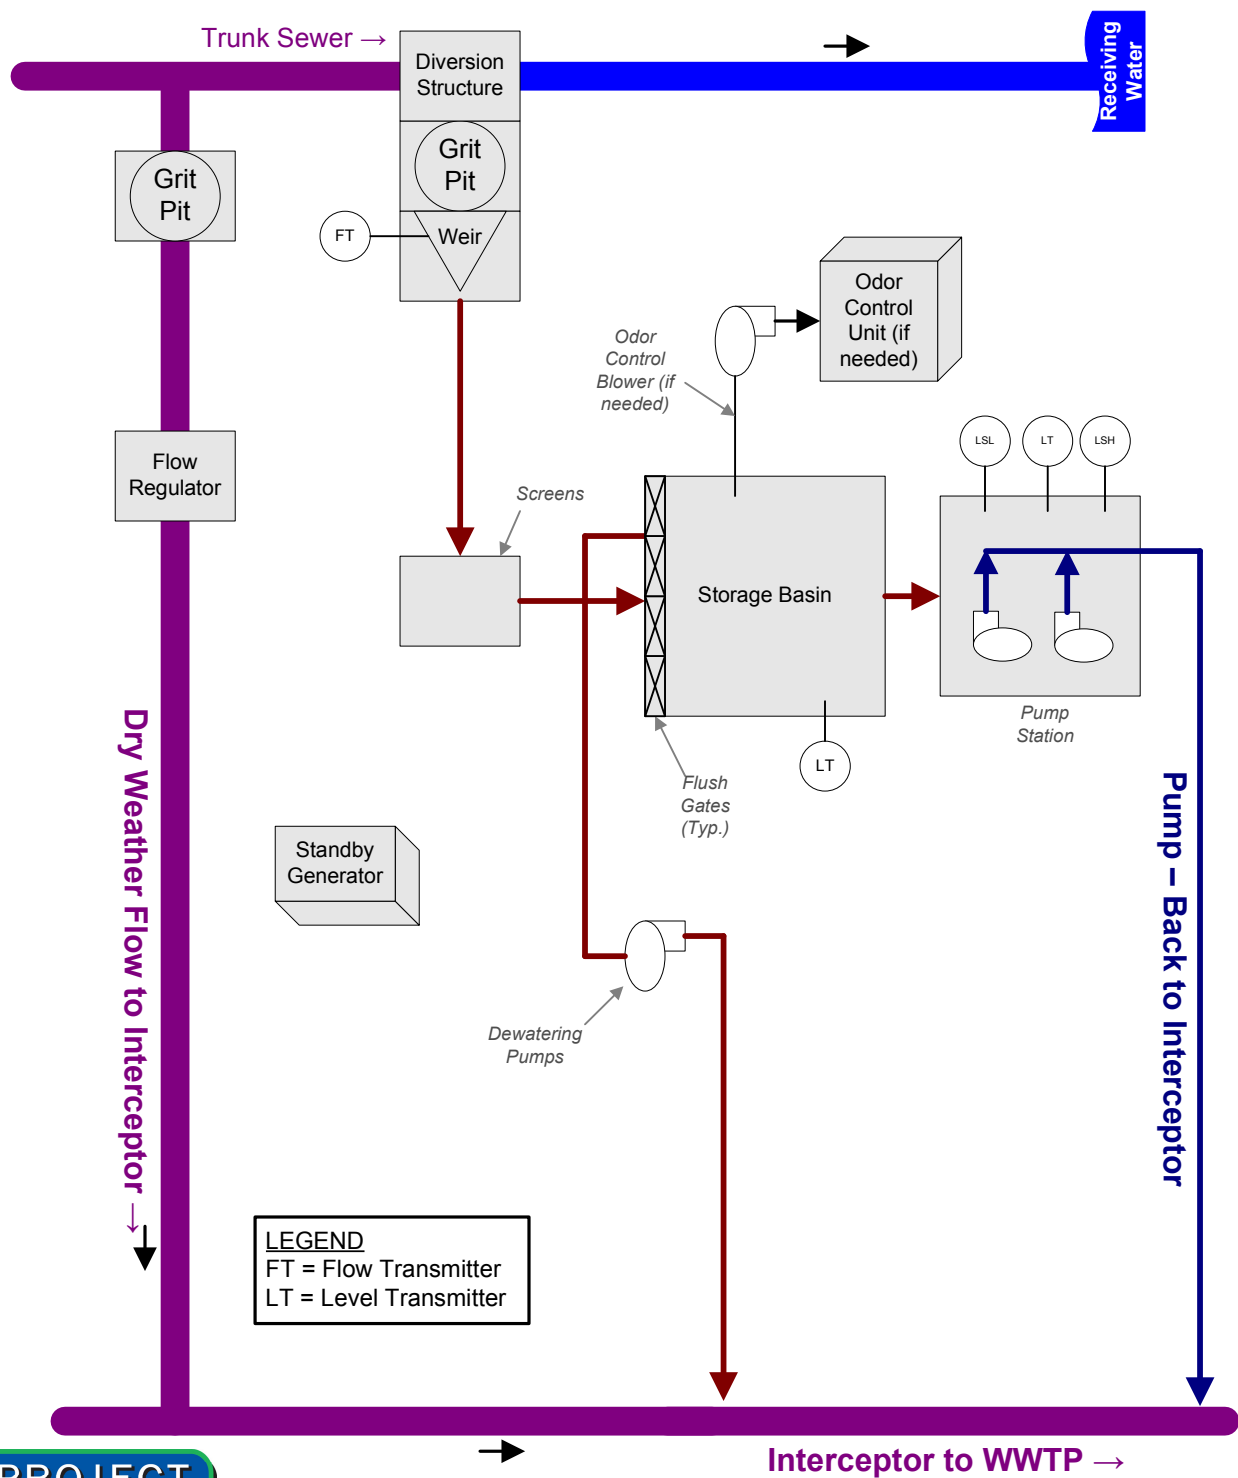 Trunk Sewer →
Diversion
Structure
Receiving
Water
Grit
Pit
Grit
Pit
FT
Weir
Odor
Control
Unit (if
needed)
Odor
Control
Blower (if
needed)
LSL
LT
LSH
Flow
Regulator
Screens
Storage Basin
Pump
Station
LT
Flush
Gates
(Typ.)
Dry Weather Flow to Interceptor →
Pump – Back to Interceptor
Standby
Generator
Dewatering
Pumps
LEGEND
FT = Flow Transmitter
LT = Level Transmitter
Interceptor to WWTP →
PROJECT